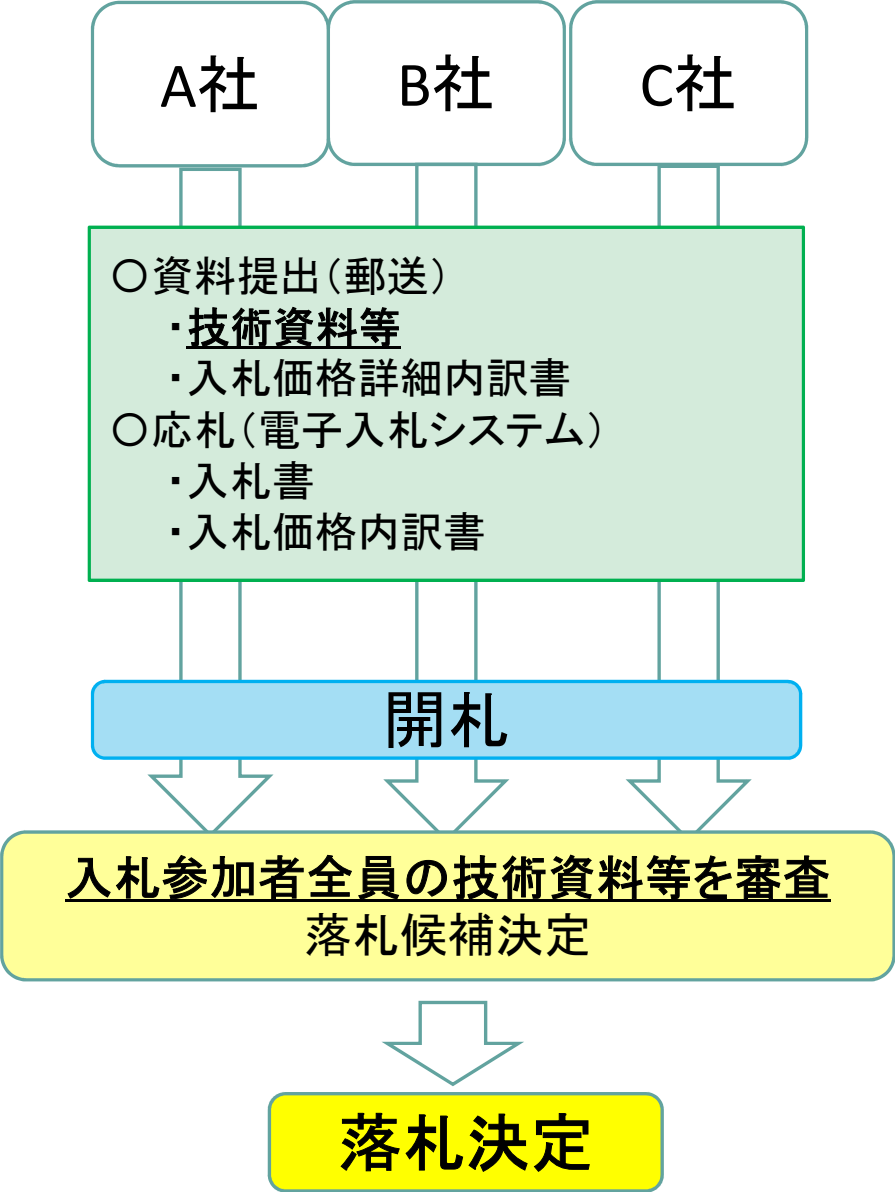 A社
B社
C社
○資料提出（郵送）
・技術資料等
・入札価格詳細内訳書
○応札（電子入札システム）
・入札書
・入札価格内訳書
開札
入札参加者全員の技術資料等を審査
落札候補決定
落札決定